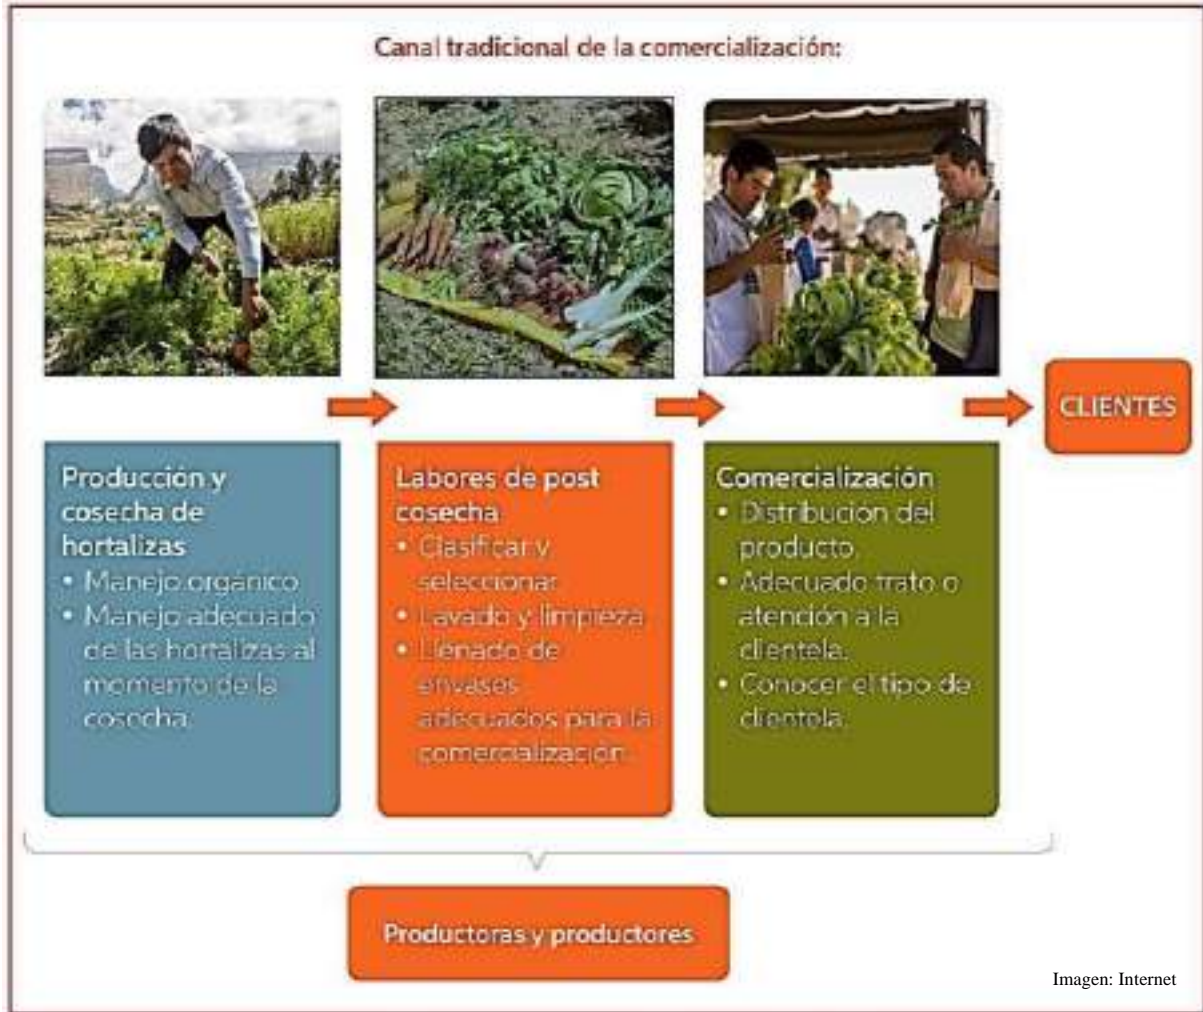 Canal tradicional de la comercialización:
CLIENTES
Producción y
cosecha de
hortalizas
• Manejo organico
• Manejo adecuado
de las hortalizas al
momento de la
cosecha.
Labores de post
cosecha
• Clasificar y
seleccionar
• Lavado y limpieza
• Llenado de
envases
adecuados para la
comercialización.
Comercialización
• Distribución del
producto.
• Adecuado trato o
atención a la
clientela.
• Conocer el tipo de
clientela.
Productoras y productores
Imagen: Internet